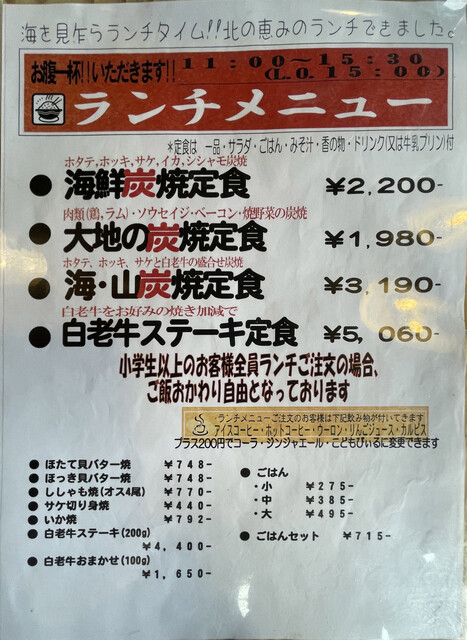 海を見乍らランチタイム!!北の恵みのランチできました。
お腹一杯!!いただきます!!
11:00〜15:30
(L.O.15:00)
ランチメニュー
*定食は 一品・サラダ・ごはん・みそ汁・香の物・ドリンク(又は牛乳プリン)付
ホタテ,ホッキ,サケ,イカ,シシャモ炭焼
● 海鮮炭焼定食 ¥2,200-
肉類(鶏,ラム)・ソウセイジ・ベーコン・焼野菜の炭焼
● 大地の炭焼定食 ¥1,980-
ホタテ、ホッキ、サケと白老牛の盛合せ炭焼
● 海・山炭焼定食 ¥3,190-
白老牛をお好みの焼き加減で
● 白老牛ステーキ定食 ¥5,060-
小学生以上のお客様全員ランチご注文の場合、
ご飯おかわり自由となっております
ランチメニューご注文のお客様は下記飲み物が付いてきます
アイスコーヒー・ホットコーヒー・ウーロン・りんごジュース・カルピス
プラス200円でコーラ・ジンジャエール・こどもびぃるに変更できます
● ほたて貝バター焼 ¥748-
● ほっき貝バター焼 ¥748-
● ししゃも焼(オス4尾) ¥770-
● サケ切り身焼 ¥440-
● いか焼 ¥792-
● 白老牛ステーキ(200g)
¥4,400-
● 白老牛おまかせ(100g)
¥1,650-
● ごはん
・小 ¥275-
・中 ¥385-
・大 ¥495-
● ごはんセット ¥715-